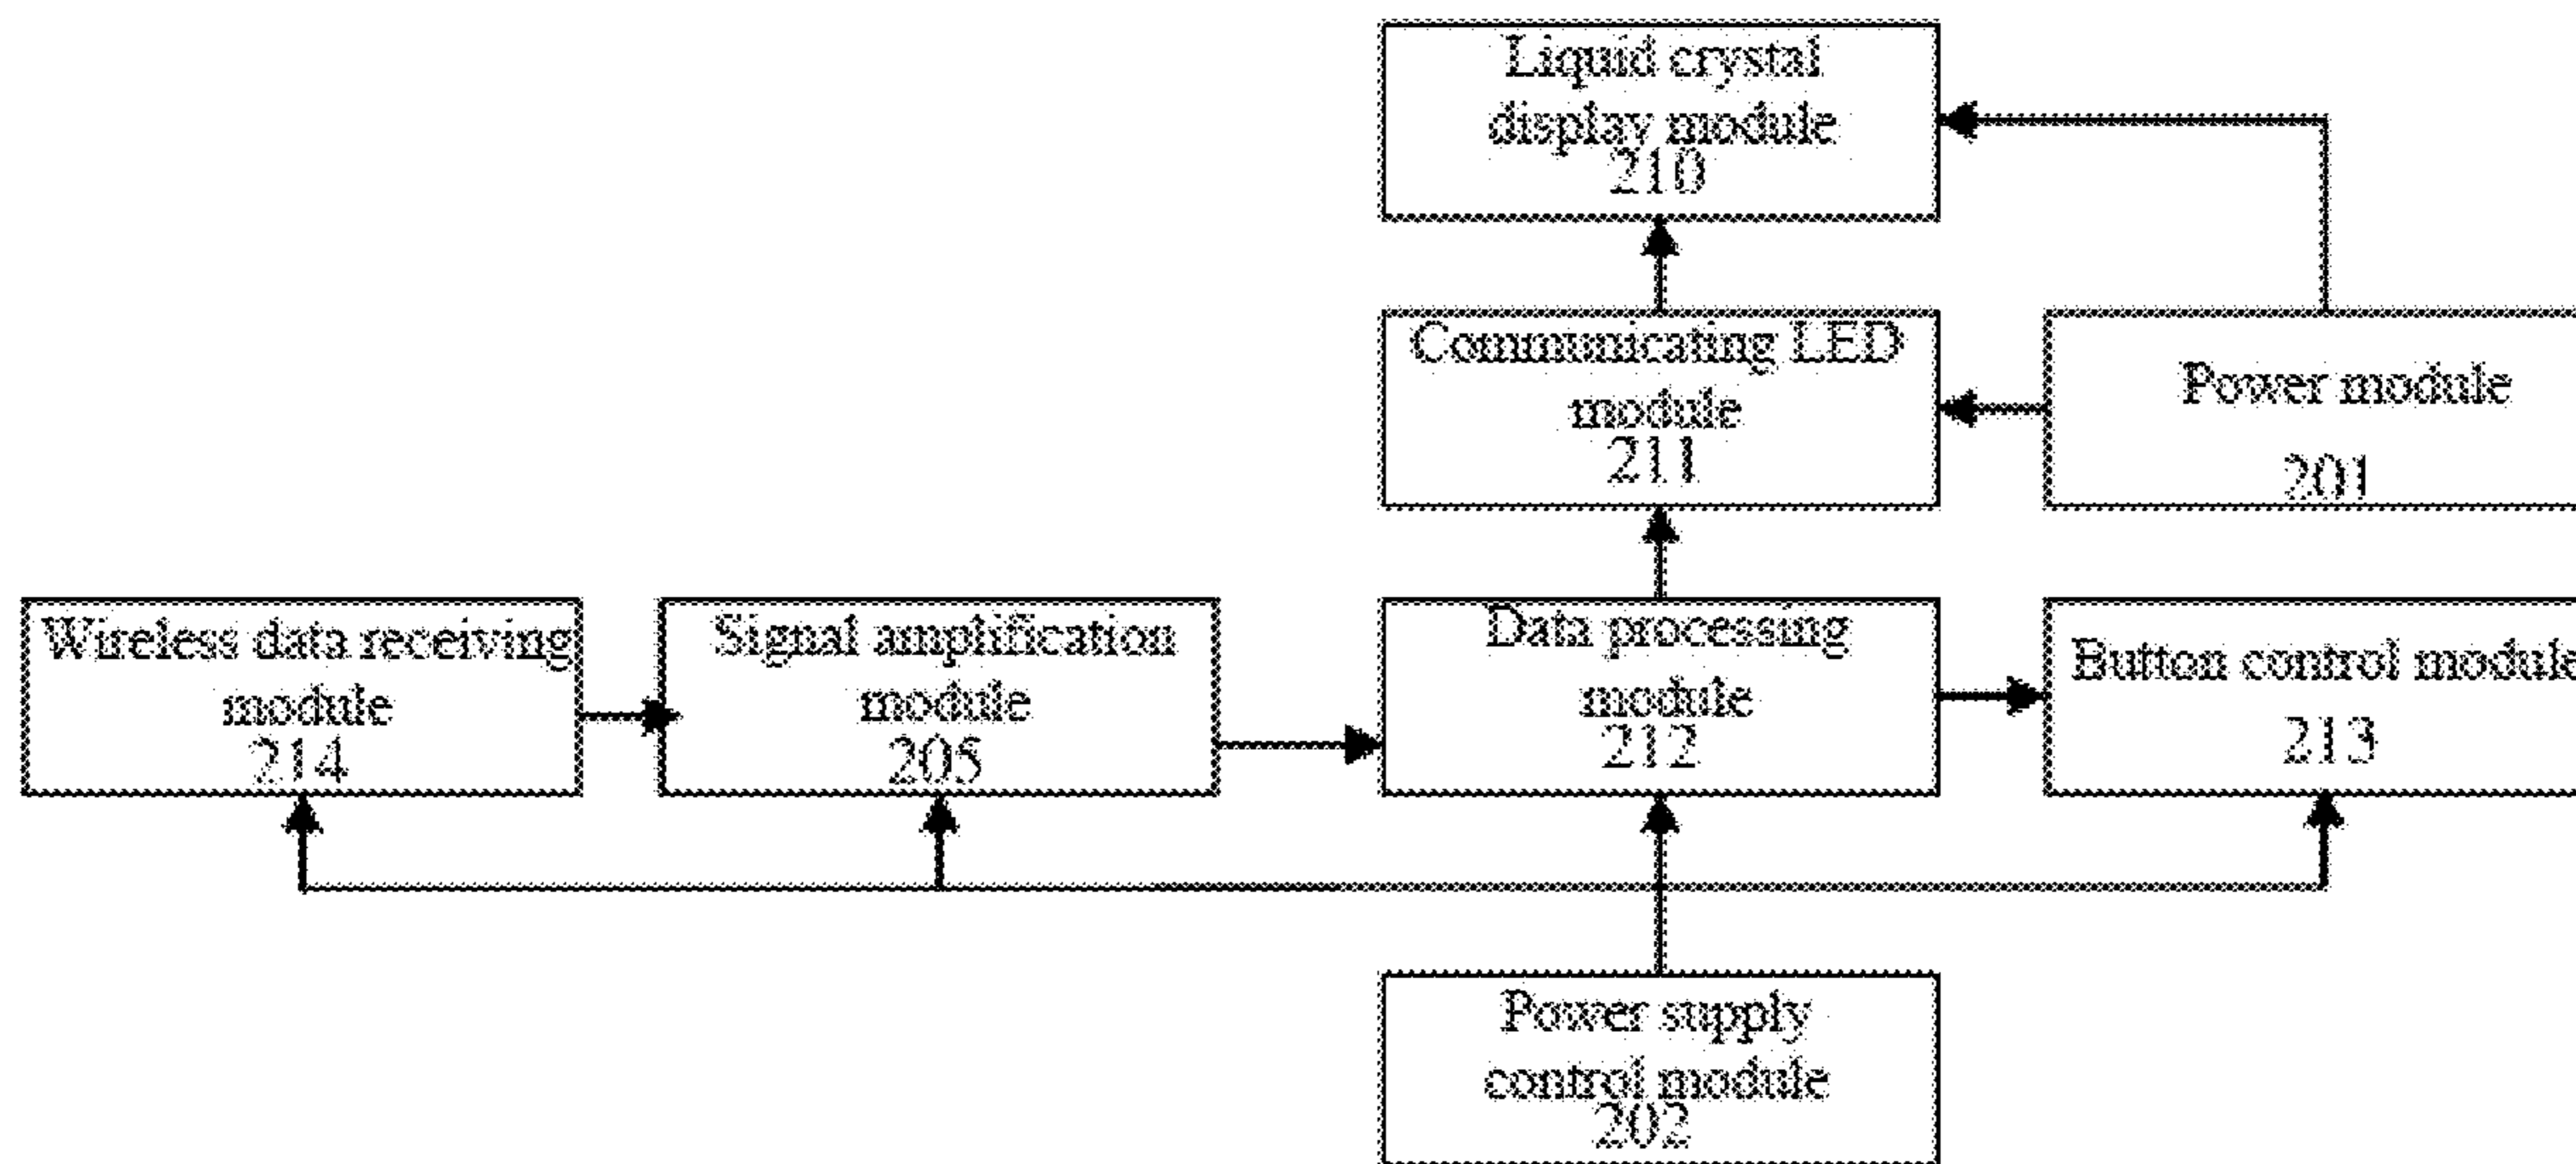 Liquid crystal
display module
210
Communicating LED
module
211
Power module
201
Wireless data receiving
module
214
Signal amplification
module
205
Data processing
module
212
Button control module
213
Power supply
control module
202